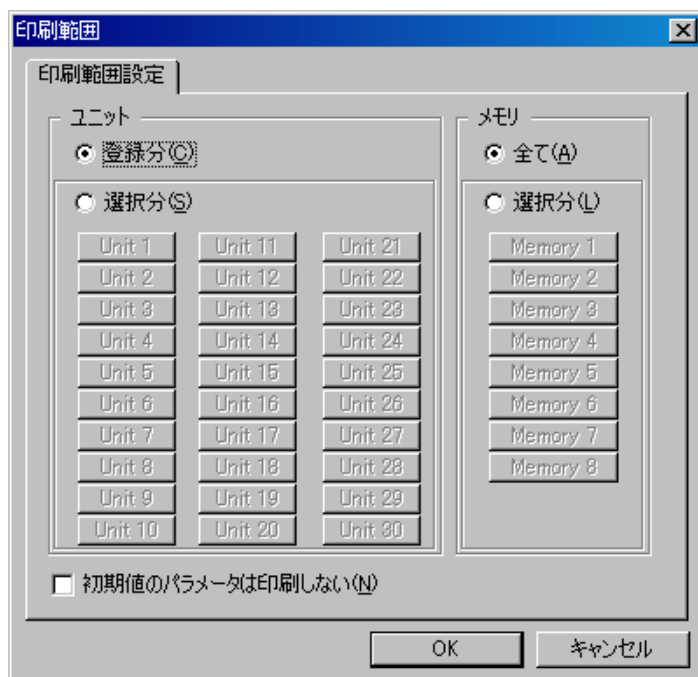 印刷範囲
印刷範囲設定
ユニット
登録分(C)
選択分(S)
Unit 1 Unit 11 Unit 21
Unit 2 Unit 12 Unit 22
Unit 3 Unit 13 Unit 23
Unit 4 Unit 14 Unit 24
Unit 5 Unit 15 Unit 25
Unit 6 Unit 16 Unit 26
Unit 7 Unit 17 Unit 27
Unit 8 Unit 18 Unit 28
Unit 9 Unit 19 Unit 29
Unit 10 Unit 20 Unit 30
メモリ
全て(A)
選択分(L)
Memory 1
Memory 2
Memory 3
Memory 4
Memory 5
Memory 6
Memory 7
Memory 8
初期値のパラメータは印刷しない(N)
OK キャンセル